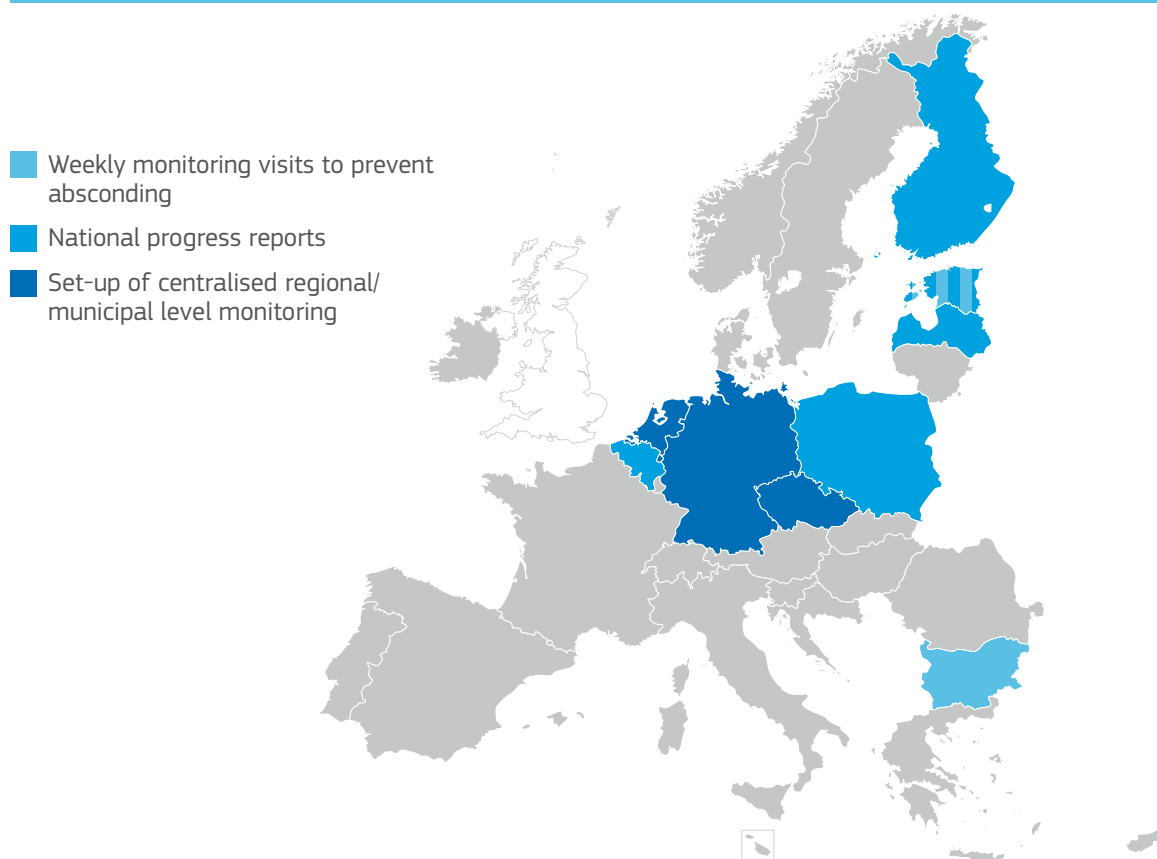 Weekly monitoring visits to prevent
absconding
National progress reports
Set-up of centralised regional/
municipal level monitoring